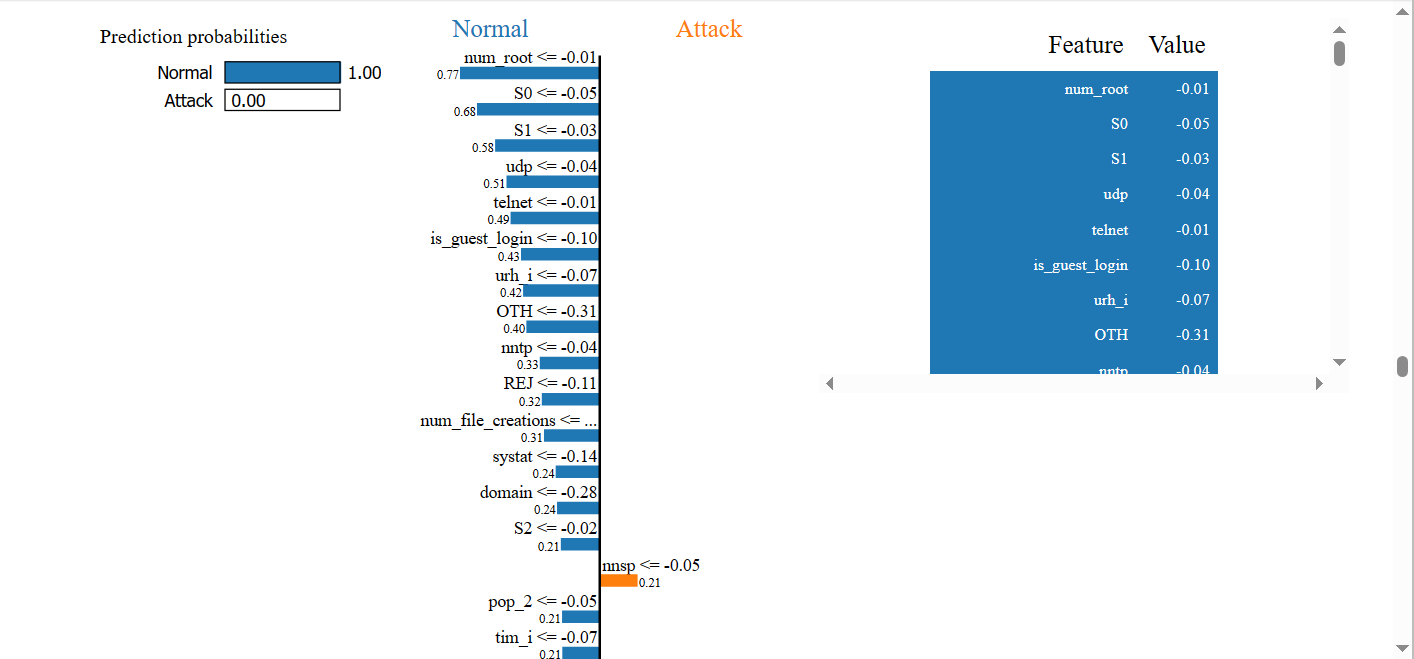 Prediction probabilities
Normal 1.00
Attack 0.00
Normal Attack
num_root <= -0.01
0.77
S0 <= -0.05
0.68
S1 <= -0.03
0.58
udp <= -0.04
0.51
telnet <= -0.01
0.49
is_guest_login <= -0.10
0.43
urh_i <= -0.07
0.42
OTH <= -0.31
0.40
nntp <= -0.04
0.33
REJ <= -0.11
0.32
num_file_creations <= ...
0.31
systat <= -0.14
0.24
domain <= -0.28
0.24
S2 <= -0.02
0.21
nnsp <= -0.05
0.21
pop_2 <= -0.05
0.21
tim_i <= -0.07
0.21
Feature Value
num_root -0.01
S0 -0.05
S1 -0.03
udp -0.04
telnet -0.01
is_guest_login -0.10
urh_i -0.07
OTH -0.31
nntp -0.04